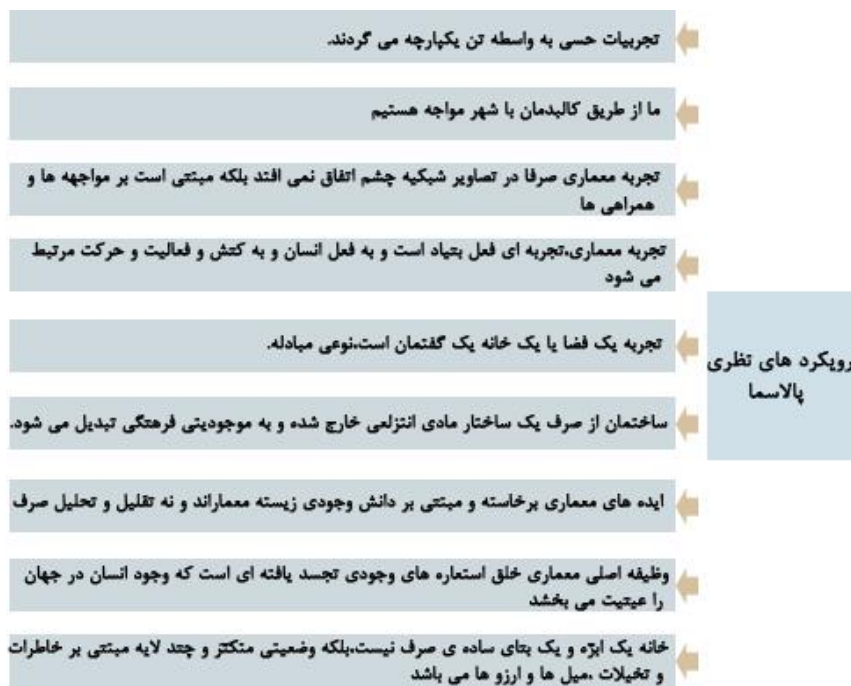 تجربیات حسی به واسطه تن یکپارچه می گردند.
ما از طریق کالبدمان با شهر مواجه هستیم
تجربه معماری صرفا در تصاویر شبکیه چشم اتفاق نمی افتد بلکه مبتنی است بر مواجهه ها و
همراهی ها
تجربه معماری،تجربه ای فعل بنیاد است و به فعل انسان و به کنش و فعالیت و حرکت مرتبط
می شود
تجربه یک فضا یا یک خانه یک گفتمان است،نوعی مبادله.
ساختمان از صرف یک ساختار مادی انتزلعی خارج شده و به موجودیتی فرهنگی تبدیل می شود.
ایده های معماری برخاسته و مبتنی بر دانش وجودی زیسته معماراند و نه تقلیل و تحلیل صرف
وظیفه اصلی معماری خلق استعاره های وجودی تجسد یافته ای است که وجود انسان در جهان
را عینیت می بخشد
خانه یک ابژه و یک بنای ساده ی صرف نیست،بلکه وضعیتی متکثر و چند لایه مبتنی بر خاطرات
و تخیلات ،میل ها و ارزو ها می باشد
رویکرد های نظری
پالاسما